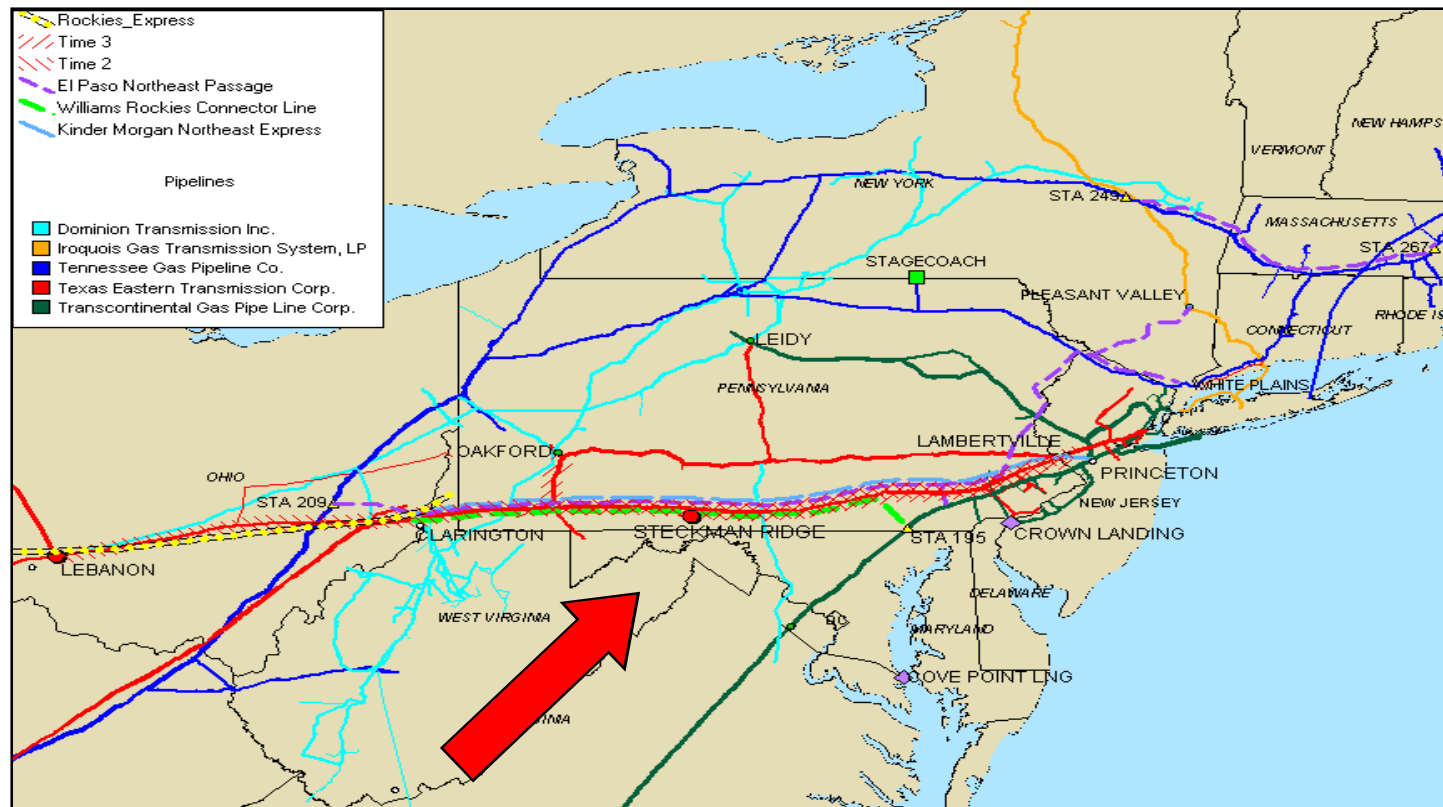 Rockies_Express
Time 3
Time 2
El Paso Northeast Passage
Williams Rockies Connector Line
Kinder Morgan Northeast Express
Pipelines
Dominion Transmission Inc.
Iroquois Gas Transmission System, LP
Tennessee Gas Pipeline Co.
Texas Eastern Transmission Corp.
Transcontinental Gas Pipe Line Corp.
NEW HAMPS
VERMONT
NEW YORK
STA 249
MASSACHUSETTS
STA 267
STAGECOACH
PLEASANT VALLEY
RHODE IS
CONNECTICUT
LEIDY
PENNSYLVANIA
WHITE PLAINS
LAMBERTVILLE
OAKFORD
PRINCETON
OHIO
STA 209
NEW JERSEY
CLARINGTON
STECKMAN RIDGE
STA 195
CROWN LANDING
LEBANON
DELAWARE
WEST VIRGINIA
DC
MARYLAND
COVE POINT LNG